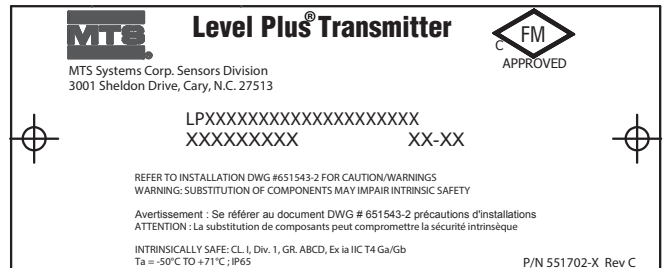 MTS®
Level Plus® Transmitter
C FM
APPROVED
MTS Systems Corp. Sensors Division
3001 Sheldon Drive, Cary, N.C. 27513
LPXXXXXXXXXXXXXXXXXXXX
XXXXXXXXX XX-XX
REFER TO INSTALLATION DWG #651543-2 FOR CAUTION/WARNINGS
WARNING: SUBSTITUTION OF COMPONENTS MAY IMPAIR INTRINSIC SAFETY
Avertissement : Se référer au document DWG # 651543-2 précautions d'installations
ATTENTION : La substitution de composants peut compromettre la sécurité intrinsèque
INTRINSICALLY SAFE: CL. I, Div. 1, GR. ABCD, Ex ia IIC T4 Ga/Gb
Ta = -50°C TO +71°C ; IP65
P/N 551702-X Rev C